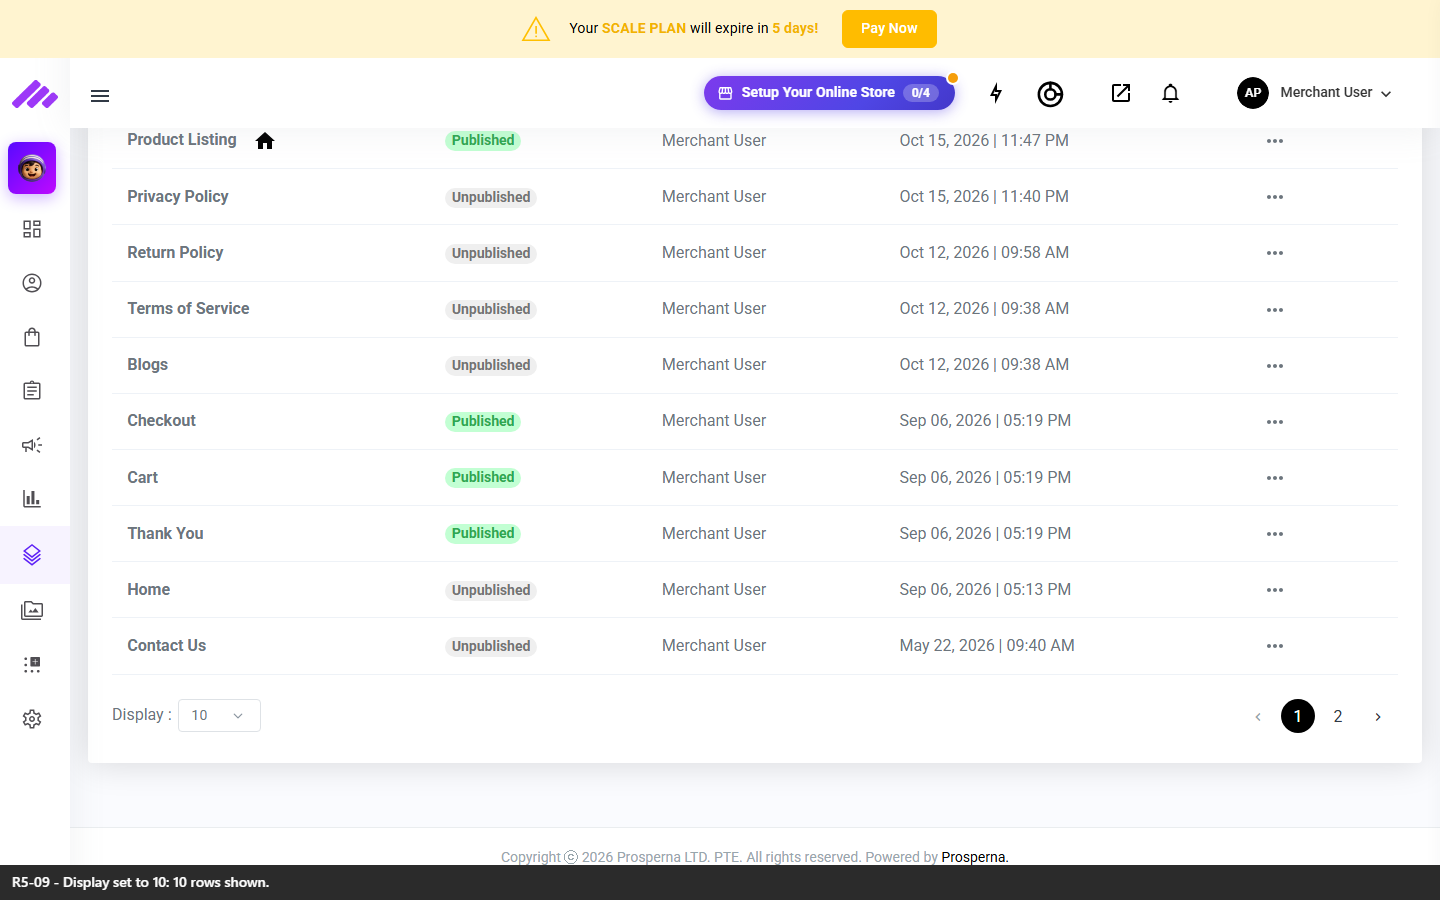 Your SCALE PLAN will expire in 5 days! Pay Now
Setup Your Online Store 0/4 AP Merchant User
Product Listing Published Merchant User Oct 15, 2026 | 11:47 PM
Privacy Policy Unpublished Merchant User Oct 15, 2026 | 11:40 PM
Return Policy Unpublished Merchant User Oct 12, 2026 | 09:58 AM
Terms of Service Unpublished Merchant User Oct 12, 2026 | 09:38 AM
Blogs Unpublished Merchant User Oct 12, 2026 | 09:38 AM
Checkout Published Merchant User Sep 06, 2026 | 05:19 PM
Cart Published Merchant User Sep 06, 2026 | 05:19 PM
Thank You Published Merchant User Sep 06, 2026 | 05:19 PM
Home Unpublished Merchant User Sep 06, 2026 | 05:13 PM
Contact Us Unpublished Merchant User May 22, 2026 | 09:40 AM
Display : 10 ‹ 1 2 ›
Copyright © 2026 Prosperna LTD. PTE. All rights reserved. Powered by Prosperna.
R5-09 - Display set to 10: 10 rows shown.